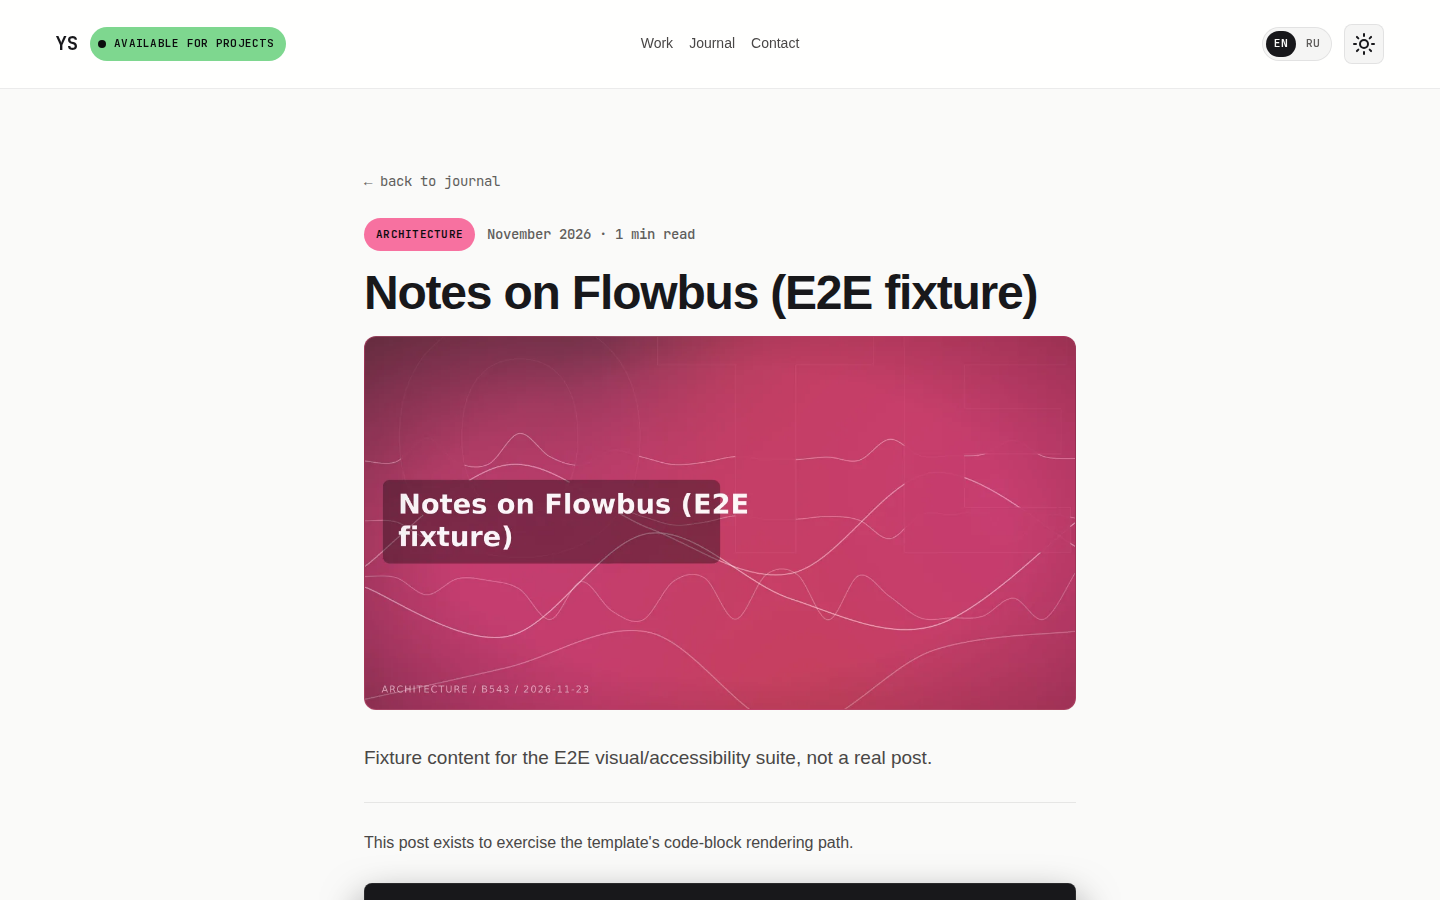 YS
AVAILABLE FOR PROJECTS
Work Journal Contact
EN RU
← back to journal
ARCHITECTURE November 2026 · 1 min read
Notes on Flowbus (E2E fixture)
Notes on Flowbus (E2E
fixture)
ARCHITECTURE / B543 / 2026-11-23
Fixture content for the E2E visual/accessibility suite, not a real post.
This post exists to exercise the template's code-block rendering path.